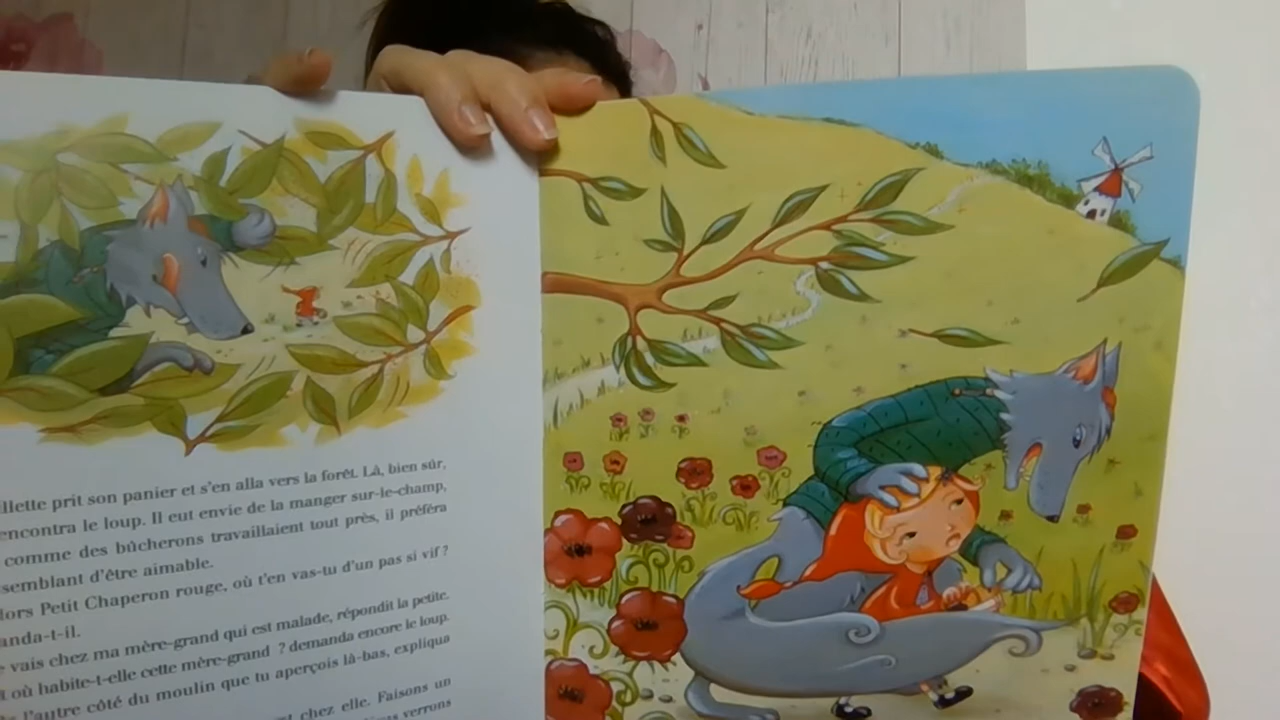 illette prit son panier et s'en alla vers la forêt. Là, bien sûr,
encontra le loup. Il eut envie de la manger sur-le-champ,
comme des bûcherons travaillaient tout près, il préféra
semblant d'être aimable.
lors Petit Chaperon rouge, où t'en vas-tu d'un pas si vif ?
anda-t-il.
vais chez ma mère-grand qui est malade, répondit la petite.
t où habite-t-elle cette mère-grand ? demanda encore le loup.
l'autre côté du moulin que tu aperçois là-bas, expliqua
chez elle. Faisons un
verrons